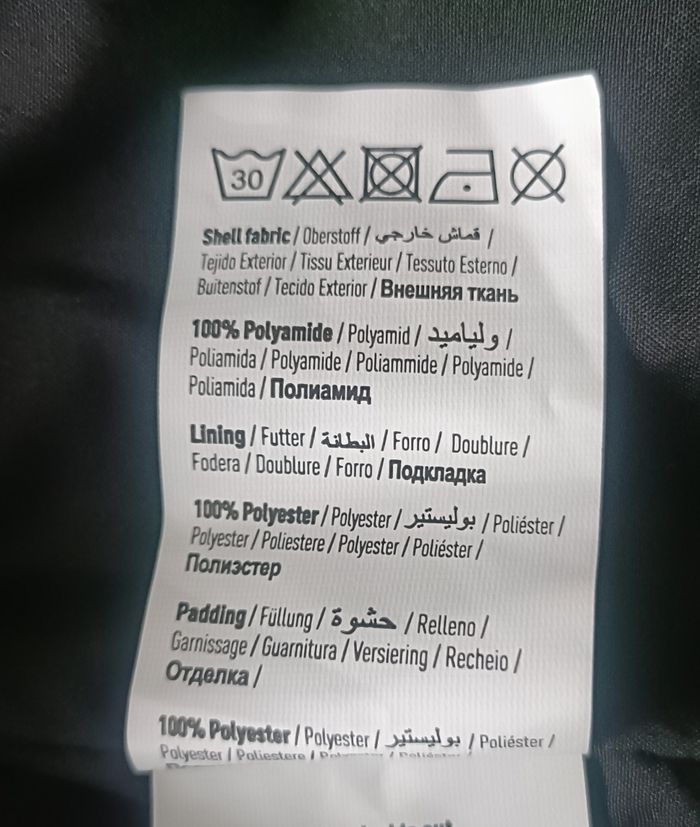 30
Shell fabric / Oberstoff / قماش خارجي /
Tejido Exterior / Tissu Exterieur / Tessuto Esterno /
Buitenstof / Tecido Exterior / Внешняя ткань
100% Polyamide / Polyamid / ولياميد /
Poliamida / Polyamide / Poliammide / Polyamide /
Poliamida / Полиамид
Lining / Futter / البطانة / Forro / Doublure /
Fodera / Doublure / Forro / Подкладка
100% Polyester / Polyester / بوليستير / Poliéster /
Polyester / Poliestere / Polyester / Poliéster /
Полиэстер
Padding / Füllung / حشوة / Relleno /
Garnissage / Guarnitura / Versiering / Recheio /
Отделка /
100% Polyester / Polyester / بوليستير / Poliéster /
Polyester / Poliestere /